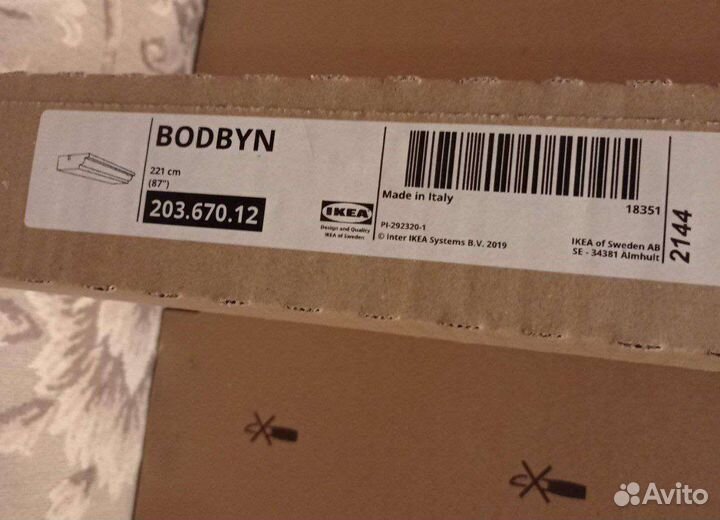 BODBYN
221 cm
(87")
203.670.12
IKEA
Design and Quality
IKEA of Sweden
Made in Italy
18351
PI-292320-1
© Inter IKEA Systems B.V. 2019
IKEA of Sweden AB
SE - 34381 Älmhult
2144
Avito